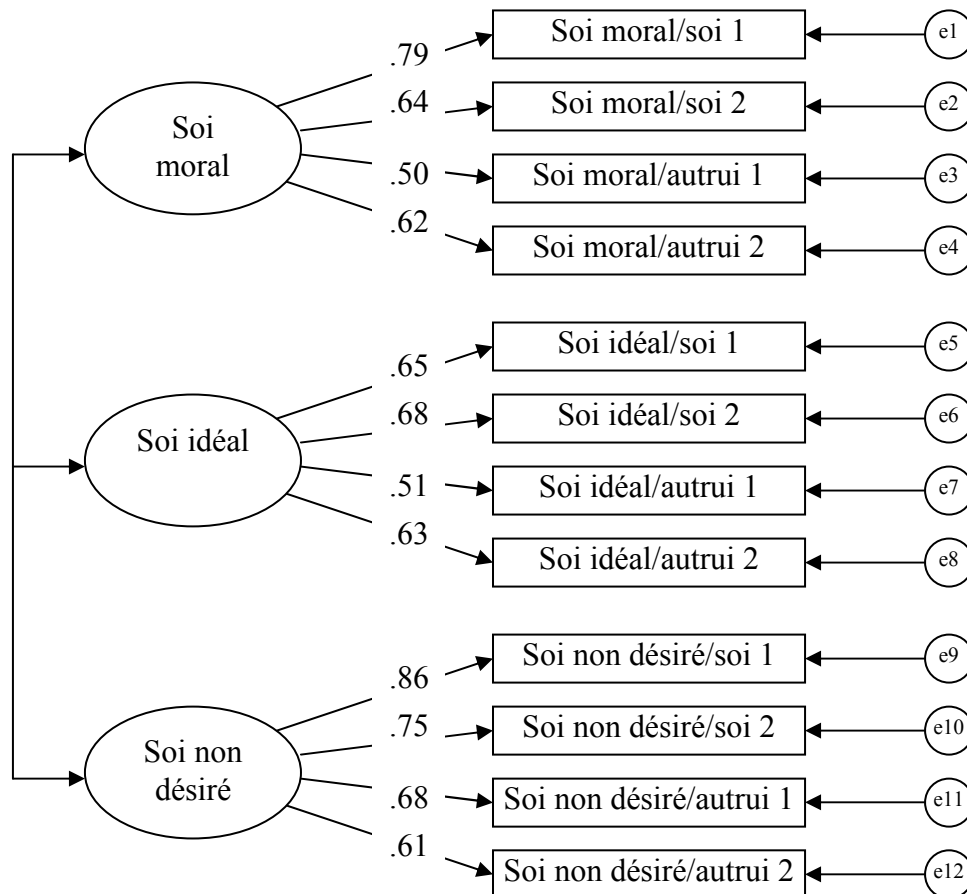 Soi moral/soi 1
e1
.79
Soi moral/soi 2
e2
.64
Soi
moral
Soi moral/autrui 1
e3
.50
Soi moral/autrui 2
e4
.62
Soi idéal/soi 1
e5
.65
Soi idéal/soi 2
e6
.68
Soi idéal
Soi idéal/autrui 1
e7
.51
Soi idéal/autrui 2
e8
.63
Soi non désiré/soi 1
e9
.86
Soi non désiré/soi 2
e10
.75
Soi non
désiré
Soi non désiré/autrui 1
e11
.68
Soi non désiré/autrui 2
e12
.61